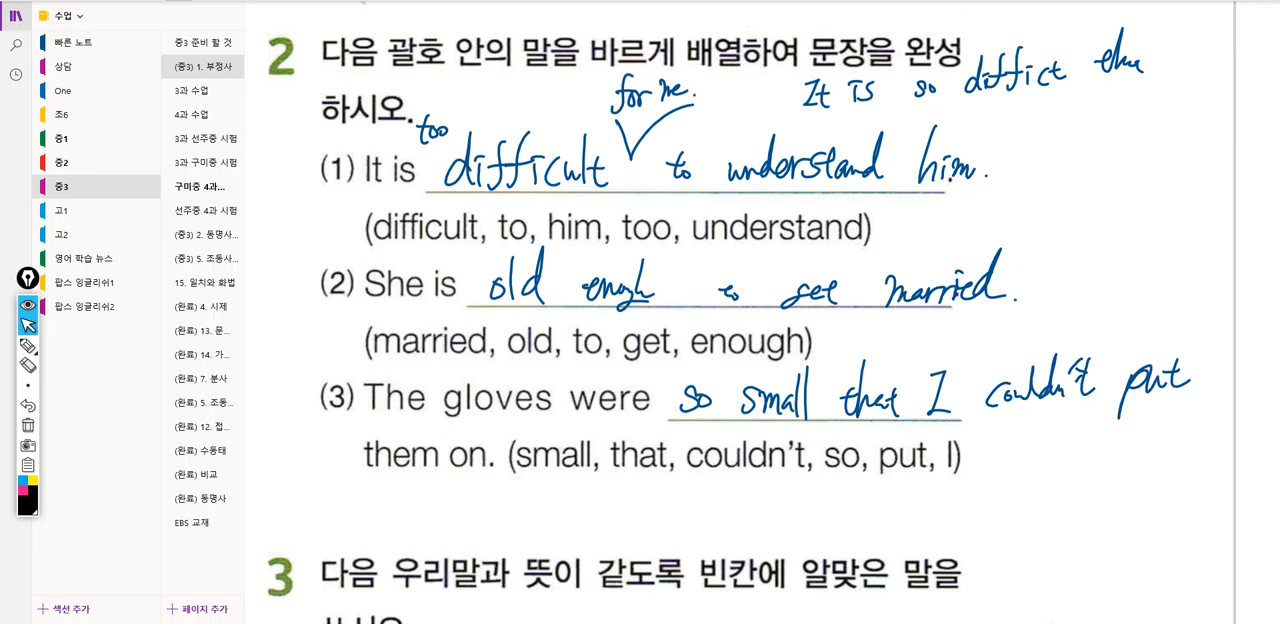 수업
빠른 노트
상담
One
초6
중1
중2
중3
고1
고2
영어 학습 뉴스
팝스 잉글리쉬1
팝스 잉글리쉬2
섹션 추가
중3 준비 할 것
(중3) 1. 부정사
3과 수업
4과 수업
3과 선주중 시험
3과 구미중 시험
구미중 4과...
선주중 4과 시험
(중3) 2. 동명사...
(중3) 5. 조동사...
15. 일치와 화법
(완료) 4. 시제
(완료) 13. 문...
(완료) 14. 가...
(완료) 7. 분사
(완료) 5. 조동...
(완료) 12. 접...
(완료) 수동태
(완료) 비교
(완료) 동명사
EBS 교재
페이지 추가
2 다음 괄호 안의 말을 바르게 배열하여 문장을 완성
하시오.
for me.
It is so
too
(1) It is difficult to understand him.
(difficult, to, him, too, understand)
(2) She is old to get married.
(married, old, to, get, enough)
(3) The gloves were so small that I couldn't put
them on. (small, that, couldn't, so, put, I)
3 다음 우리말과 뜻이 같도록 빈칸에 알맞은 말을